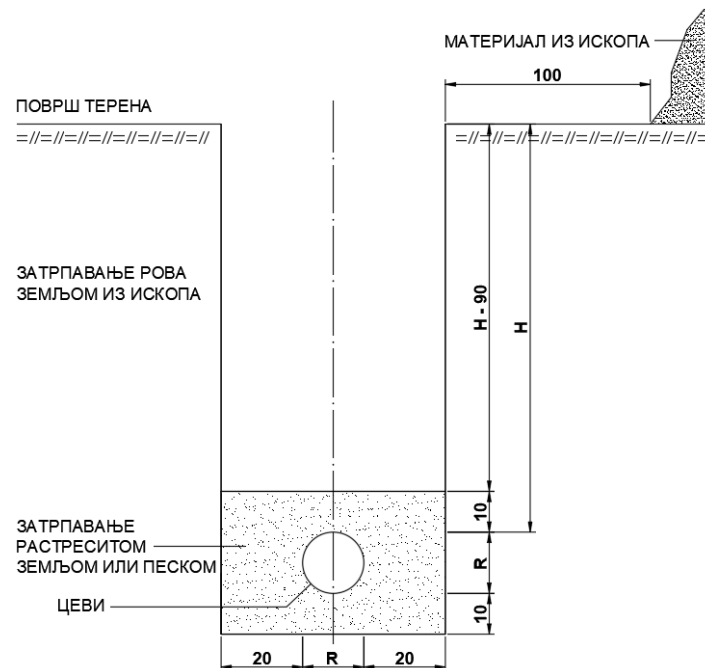 МАТЕРИЈАЛ ИЗ ИСКОПА
100
ПОВРШ ТЕРЕНА
ЗАТРПАВАЊЕ РОВА
ЗЕМЉОМ ИЗ ИСКОПА
H - 90
H
ЗАТРПАВАЊЕ
РАСТРЕСИТОМ
ЗЕМЉОМ ИЛИ ПЕСКОМ
ЦЕВИ
10
R
10
20
R
20